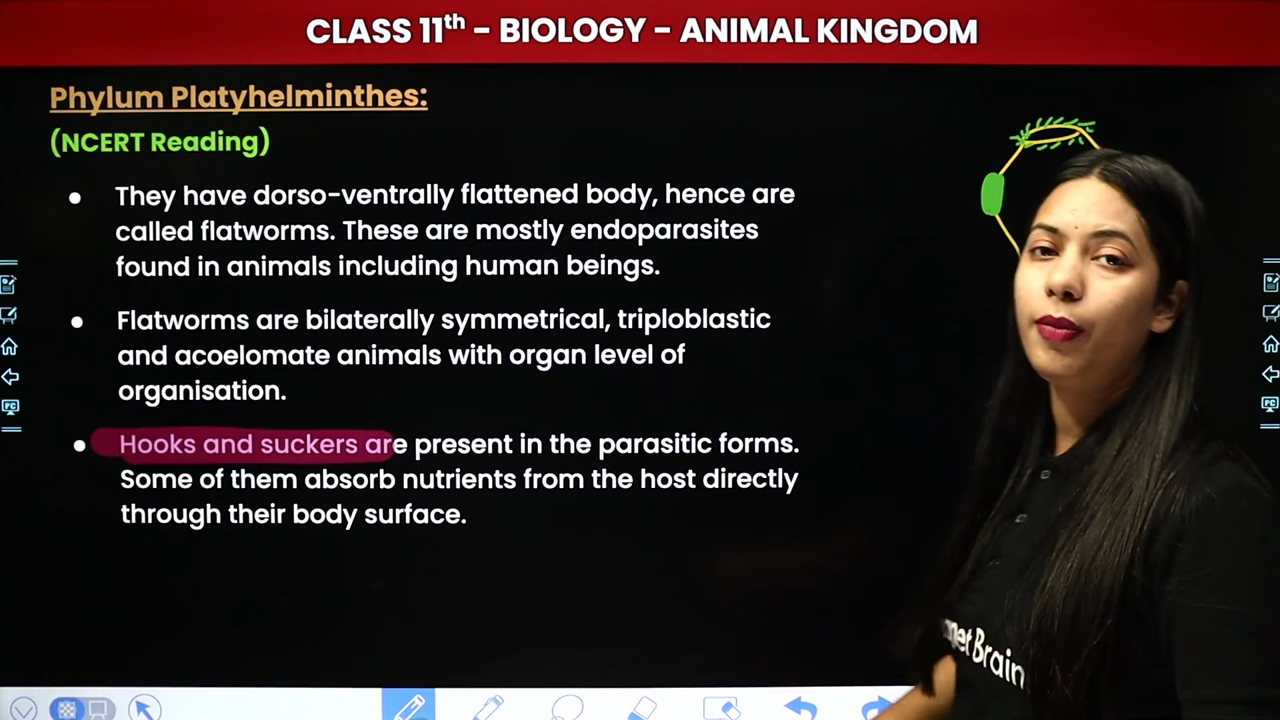 CLASS 11th - BIOLOGY - ANIMAL KINGDOM
Phylum Platyhelminthes:
(NCERT Reading)
• They have dorso-ventrally flattened body, hence are
called flatworms. These are mostly endoparasites
found in animals including human beings.
• Flatworms are bilaterally symmetrical, triploblastic
and acoelomate animals with organ level of
organisation.
• Hooks and suckers are present in the parasitic forms.
Some of them absorb nutrients from the host directly
through their body surface.
Brain
PC
PC